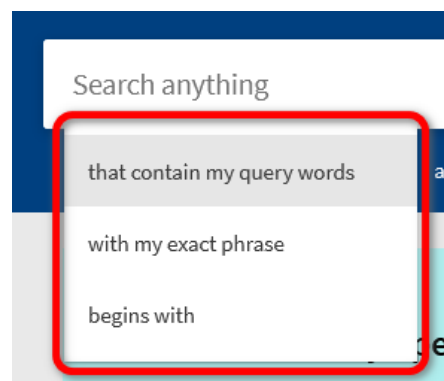 Search anything
that contain my query words
a
with my exact phrase
begins with